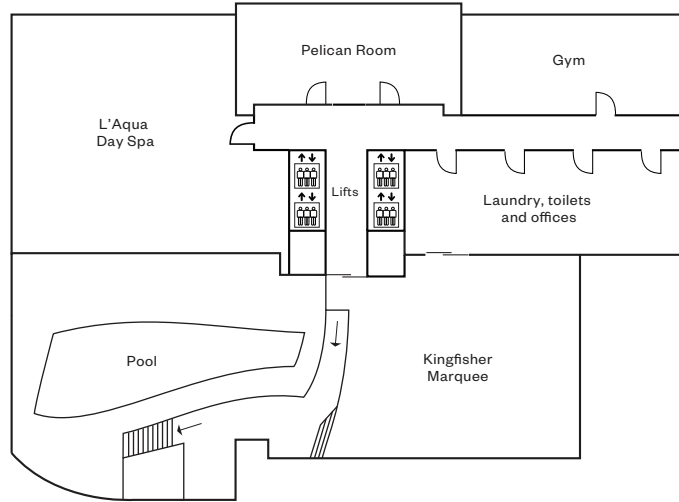 Pelican Room
Gym
L'Aqua
Day Spa
Lifts
Laundry, toilets
and offices
Pool
Kingfisher
Marquee